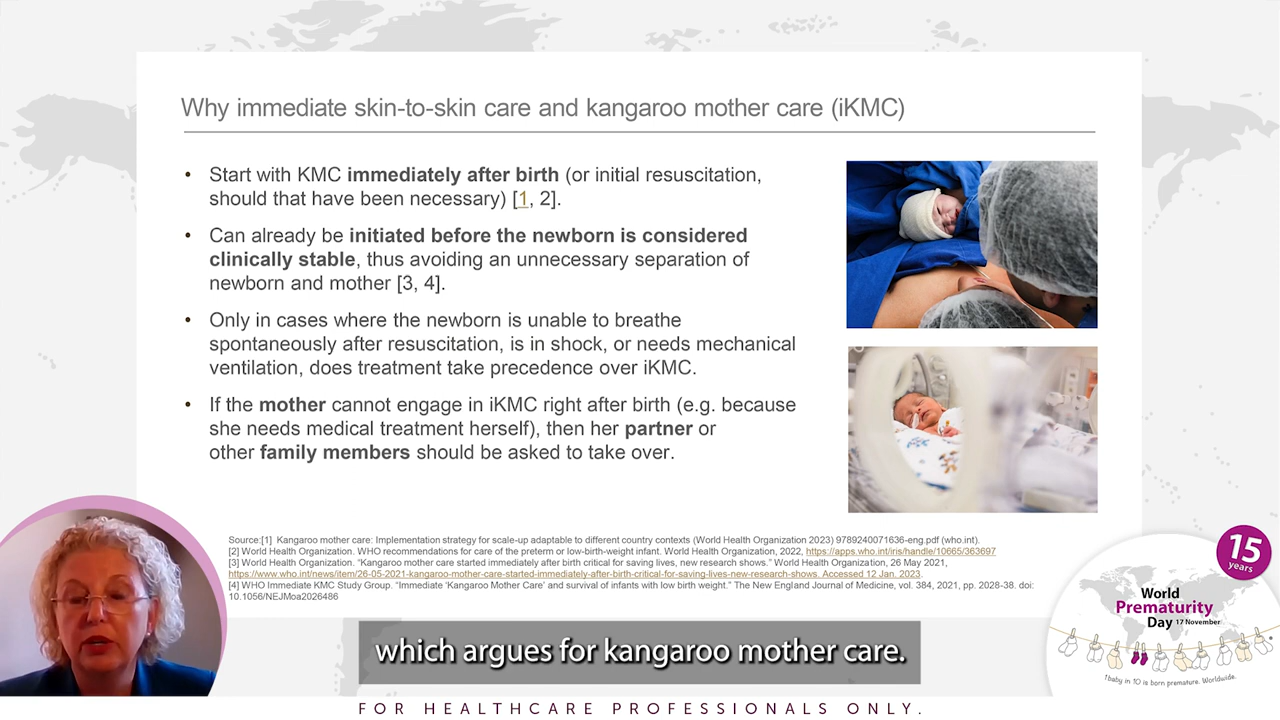 Why immediate skin-to-skin care and kangaroo mother care (iKMC)
• Start with KMC immediately after birth (or initial resuscitation,
should that have been necessary) [1, 2].
• Can already be initiated before the newborn is considered
clinically stable, thus avoiding an unnecessary separation of
newborn and mother [3, 4].
• Only in cases where the newborn is unable to breathe
spontaneously after resuscitation, is in shock, or needs mechanical
ventilation, does treatment take precedence over iKMC.
• If the mother cannot engage in iKMC right after birth (e.g. because
she needs medical treatment herself), then her partner or
other family members should be asked to take over.
Source:[1] Kangaroo mother care: Implementation strategy for scale-up adaptable to different country contexts (World Health Organization 2023) 9789240071636-eng.pdf (who.int).
[2] World Health Organization. WHO recommendations for care of the preterm or low-birth-weight infant. World Health Organization, 2022, https://apps.who.int/iris/handle/10665/363697
[3] World Health Organization. “Kangaroo mother care started immediately after birth critical for saving lives, new research shows.” World Health Organization, 26 May 2021,
https://www.who.int/news/item/26-05-2021-kangaroo-mother-care-started-immediately-after-birth-critical-for-saving-lives-new-research-shows. Accessed 12 Jan. 2023.
[4] WHO Immediate KMC Study Group. “Immediate ‘Kangaroo Mother Care’ and survival of infants with low birth weight.” The New England Journal of Medicine, vol. 384, 2021, pp. 2028-38. doi:
10.1056/NEJMoa2026486
15
years
World
Prematurity
Day 17 November
1 baby in 10 is born premature. Worldwide.
which argues for kangaroo mother care.
FOR HEALTHCARE PROFESSIONALS ONLY.